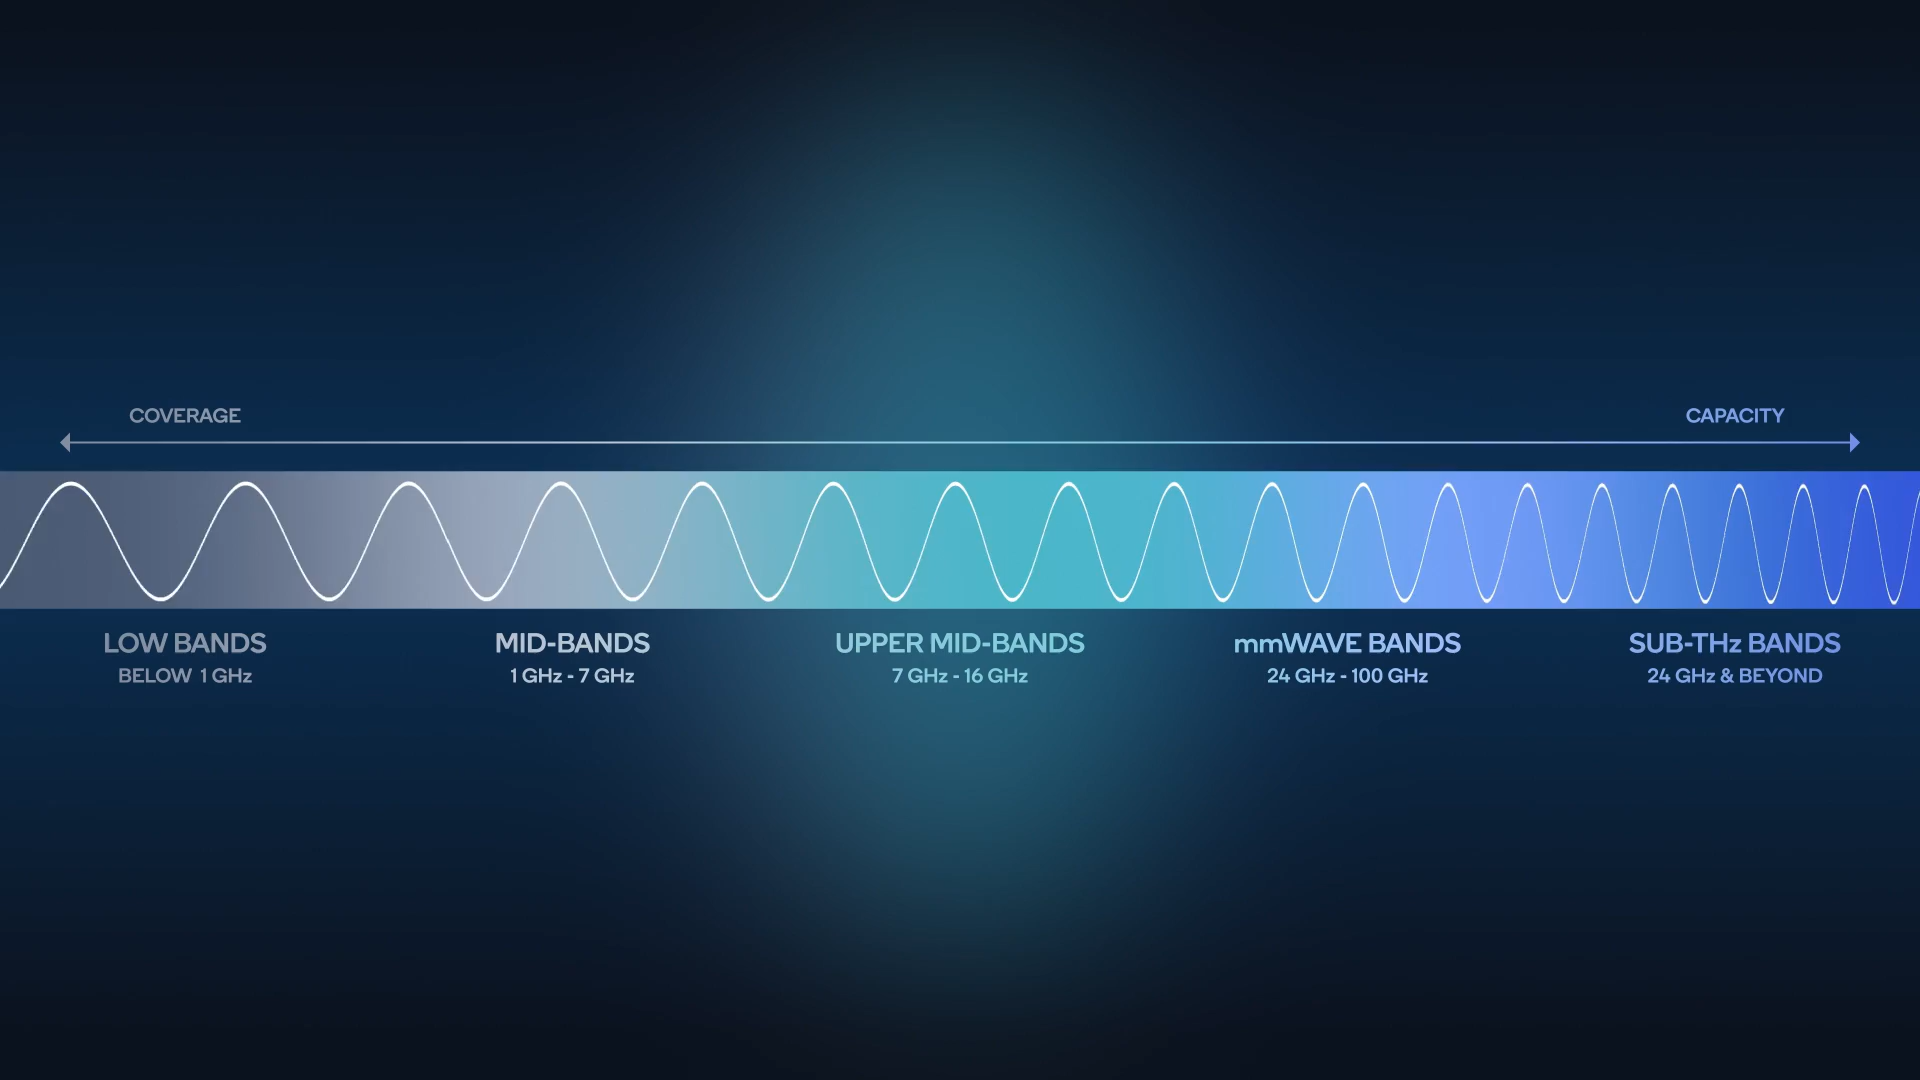 COVERAGE
CAPACITY
LOW BANDS
BELOW 1 GHz
MID-BANDS
1 GHz - 7 GHz
UPPER MID-BANDS
7 GHz - 16 GHz
mmWAVE BANDS
24 GHz - 100 GHz
SUB-THz BANDS
24 GHz & BEYOND